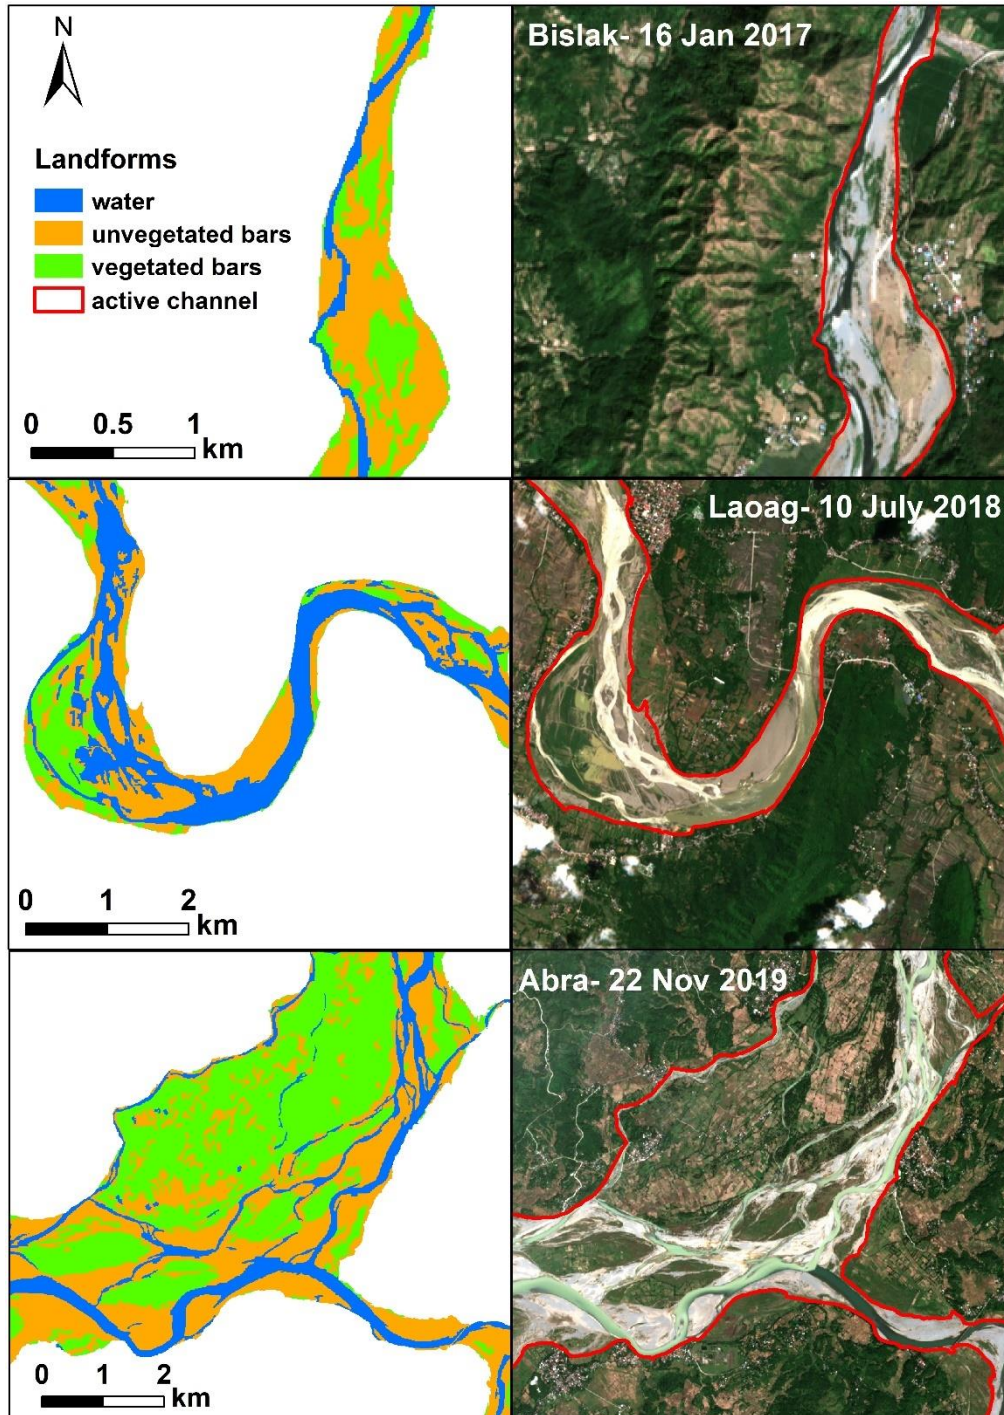 N
Landforms
water
unvegetated bars
vegetated bars
active channel
0 0.5 1
km
Bislak- 16 Jan 2017
Laoag- 10 July 2018
0 1 2
km
Abra- 22 Nov 2019
0 1 2
km